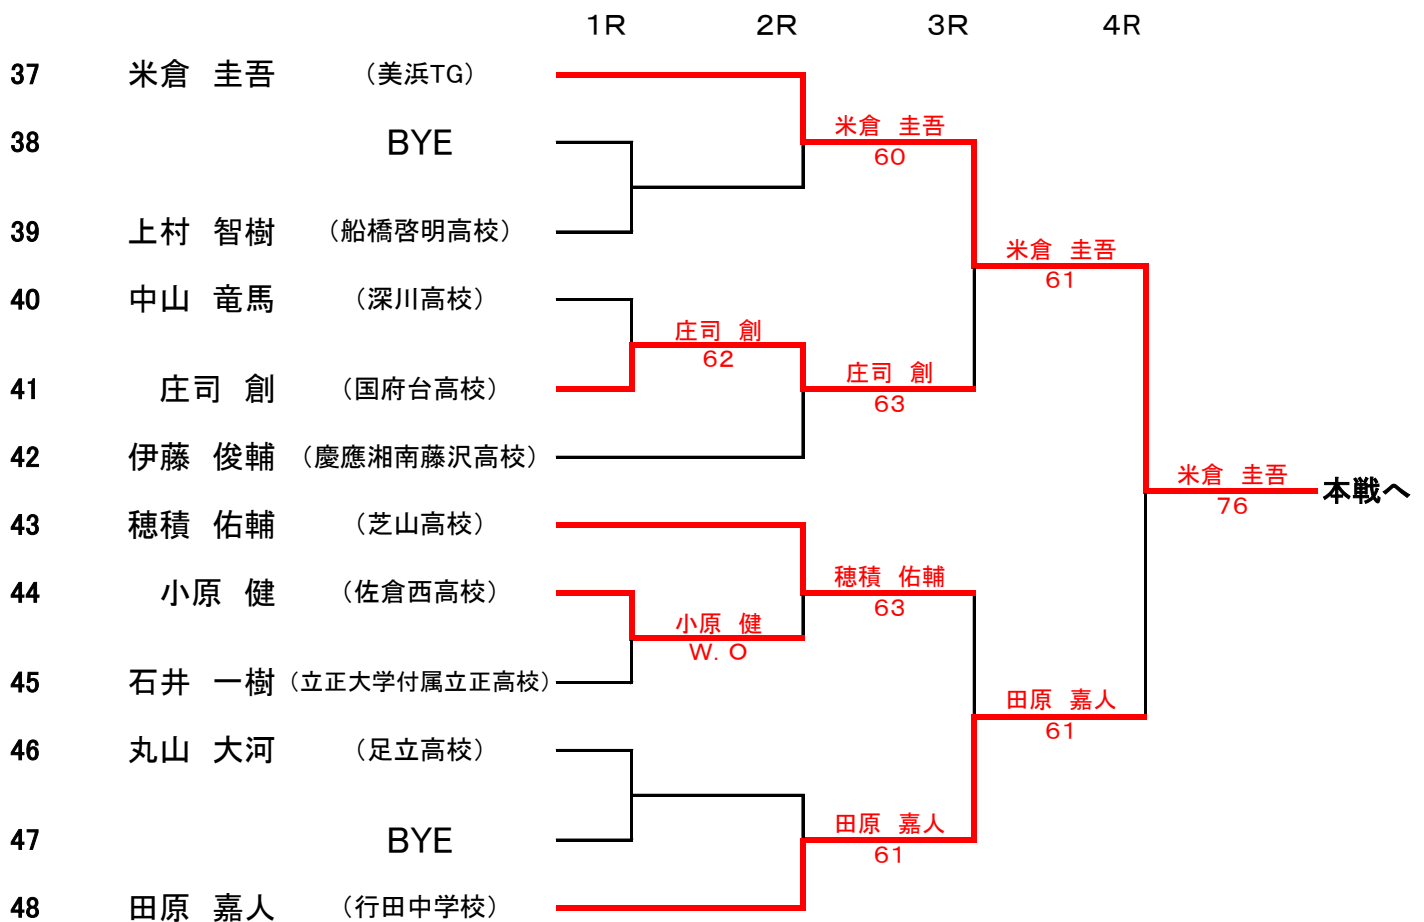 1R 2R 3R 4R
37 米倉 圭吾 （美浜TG）
米倉 圭吾
38 BYE
60
39 上村 智樹 （船橋啓明高校）
米倉 圭吾
61
40 中山 竜馬 （深川高校）
庄司 創
62
庄司 創
41 庄司 創 （国府台高校）
63
42 伊藤 俊輔 （慶應湘南藤沢高校）
米倉 圭吾
76
本戦へ
43 穂積 佑輔 （芝山高校）
穂積 佑輔
44 小原 健 （佐倉西高校）
63
小原 健
W.O
45 石井 一樹 （立正大学付属立正高校）
田原 嘉人
61
46 丸山 大河 （足立高校）
田原 嘉人
47 BYE
61
48 田原 嘉人 （行田中学校）